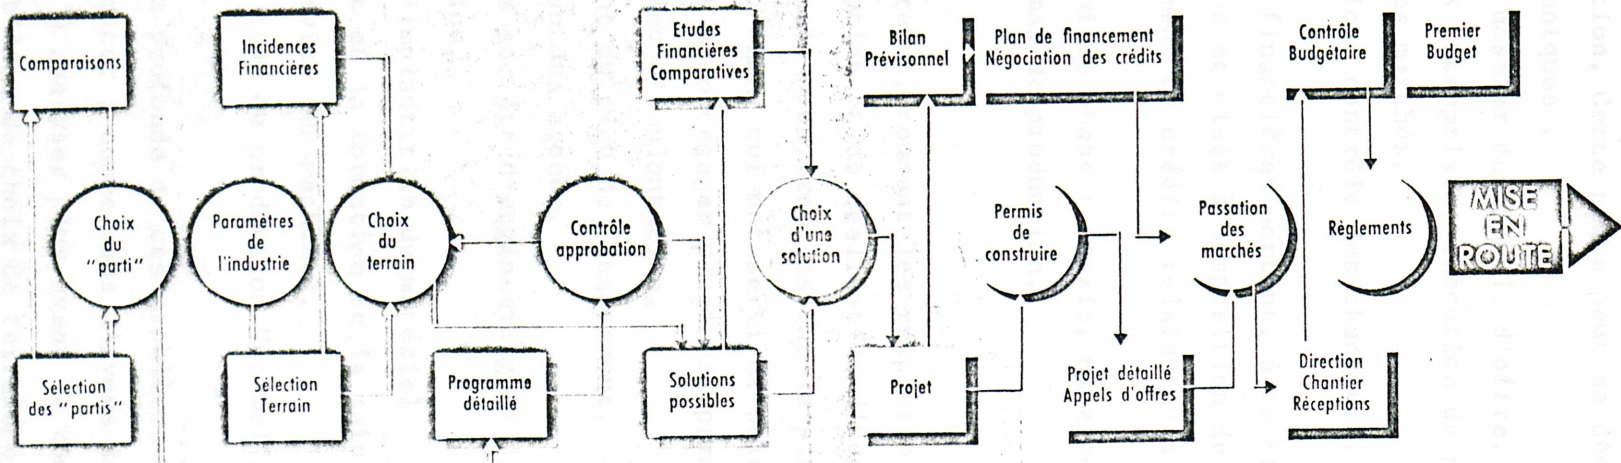 Comparaisons
Incidences
Financières
Etudes
Financières
Comparatives
Bilan
Prévisonnel
Plan de financement
Négociation des crédits
Contrôle
Budgétaire
Premier
Budget
Choix
du
"parti"
Paramètres
de
l'industrie
Choix
du
terrain
Contrôle
approbation
Choix
d'une
solution
Permis
de
construire
Passation
des
marchés
Règlements
MISE
EN
ROUTE
Sélection
des "partis"
Sélection
Terrain
Programme
détaillé
Solutions
possibles
Projet
Projet détaillé
Appels d'offres
Direction
Chantier
Réceptions